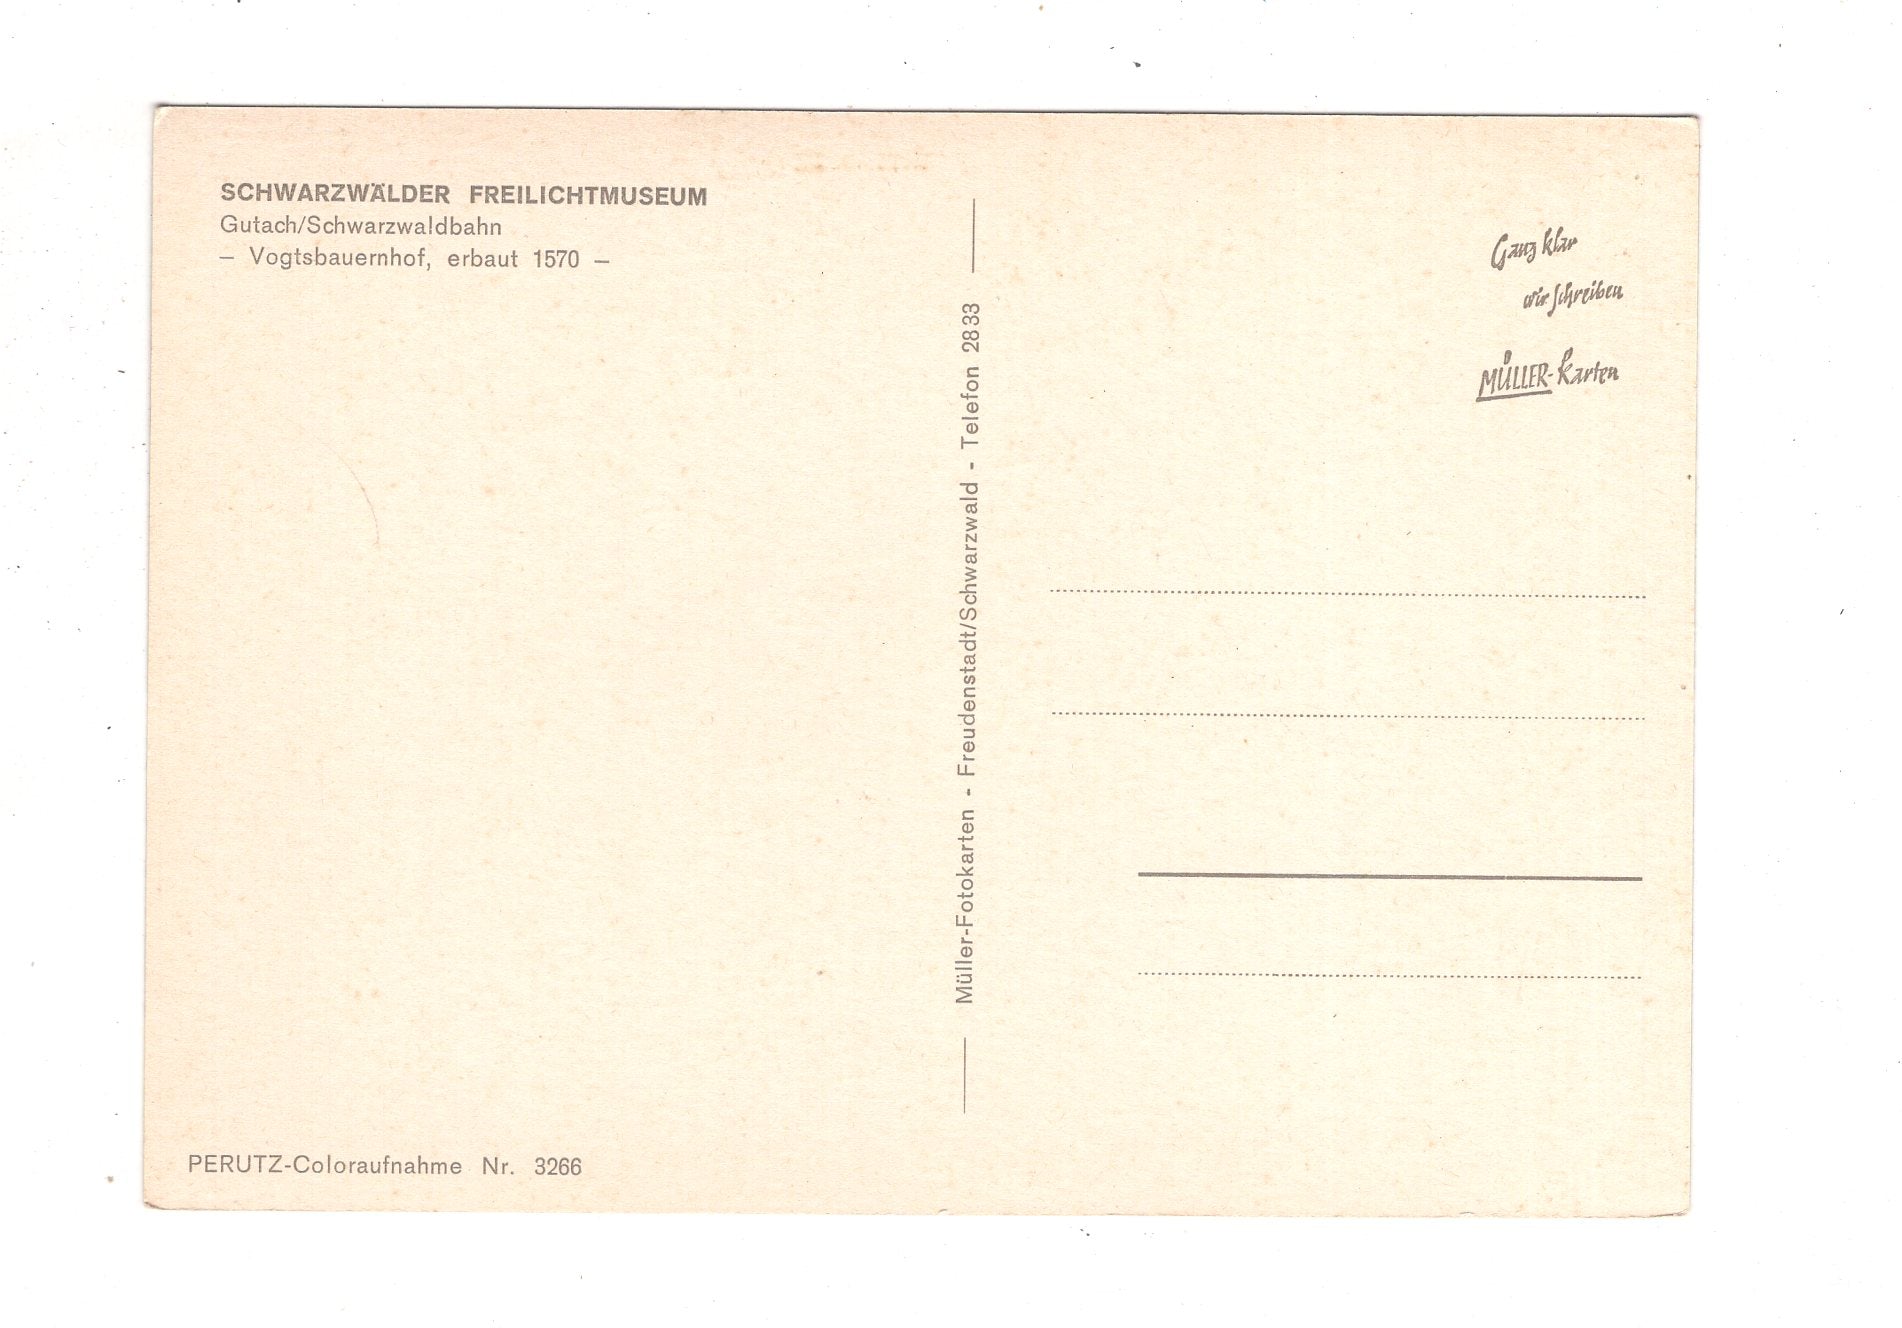 SCHWARZWÄLDER FREILICHTMUSEUM
Gutach/Schwarzwaldbahn
– Vogtsbauernhof, erbaut 1570 –
PERUTZ-Coloraufnahme Nr. 3266
Müller-Fotokarten - Freudenstadt/Schwarzwald - Telefon 2833
Ganz klar
wir schreiben
MÜLLER-Karten